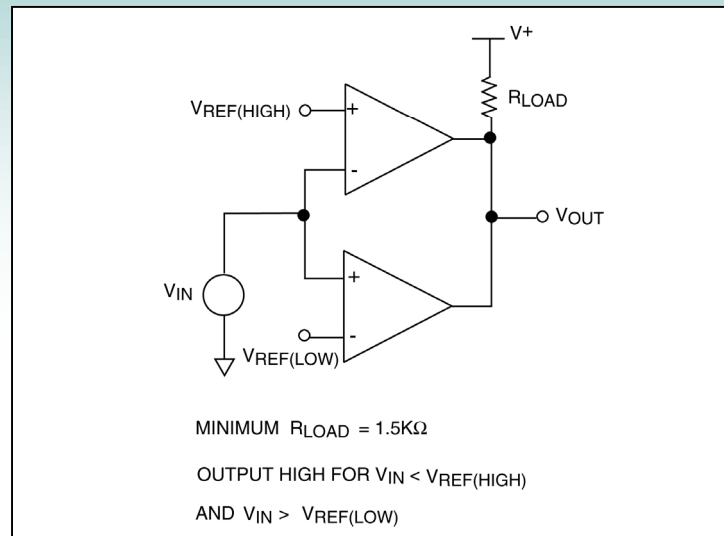 V+
RLOAD
VREF(HIGH)
+
-
VOUT
+
VIN
-
VREF(LOW)
MINIMUM RLOAD = 1.5KΩ
OUTPUT HIGH FOR VIN < VREF(HIGH)
AND VIN > VREF(LOW)